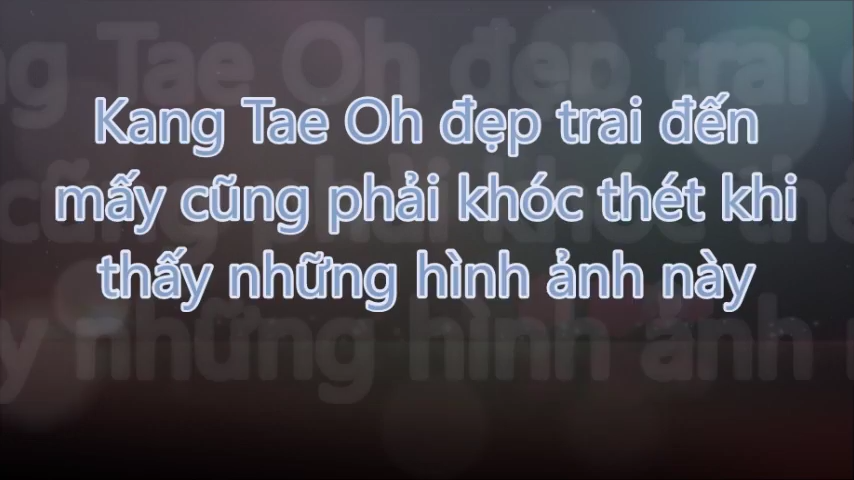 Kang Tae Oh đẹp trai đến
mấy cũng phải khóc thét khi
thấy những hình ảnh này